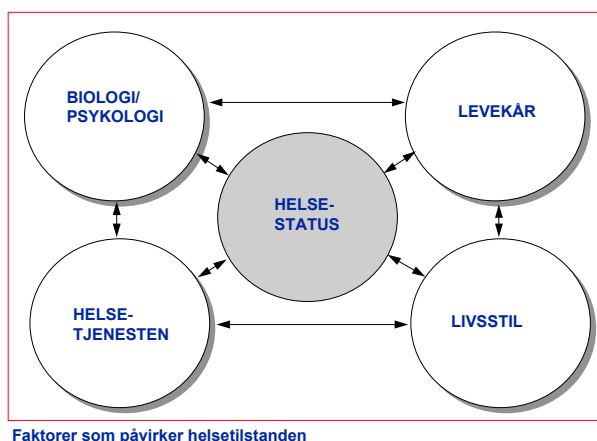 BIOLOGI/
PSYKOLOGI
LEVEKÅR
HELSE-
STATUS
HELSE-
TJENESTEN
LIVSSTIL
Faktorer som påvirker helsetilstanden